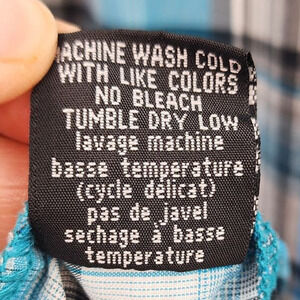 MACHINE WASH COLD
WITH LIKE COLORS
NO BLEACH
TUMBLE DRY LOW
lavage machine
basse temperature
(cycle délicat)
pas de javel
sechage à basse
temperature